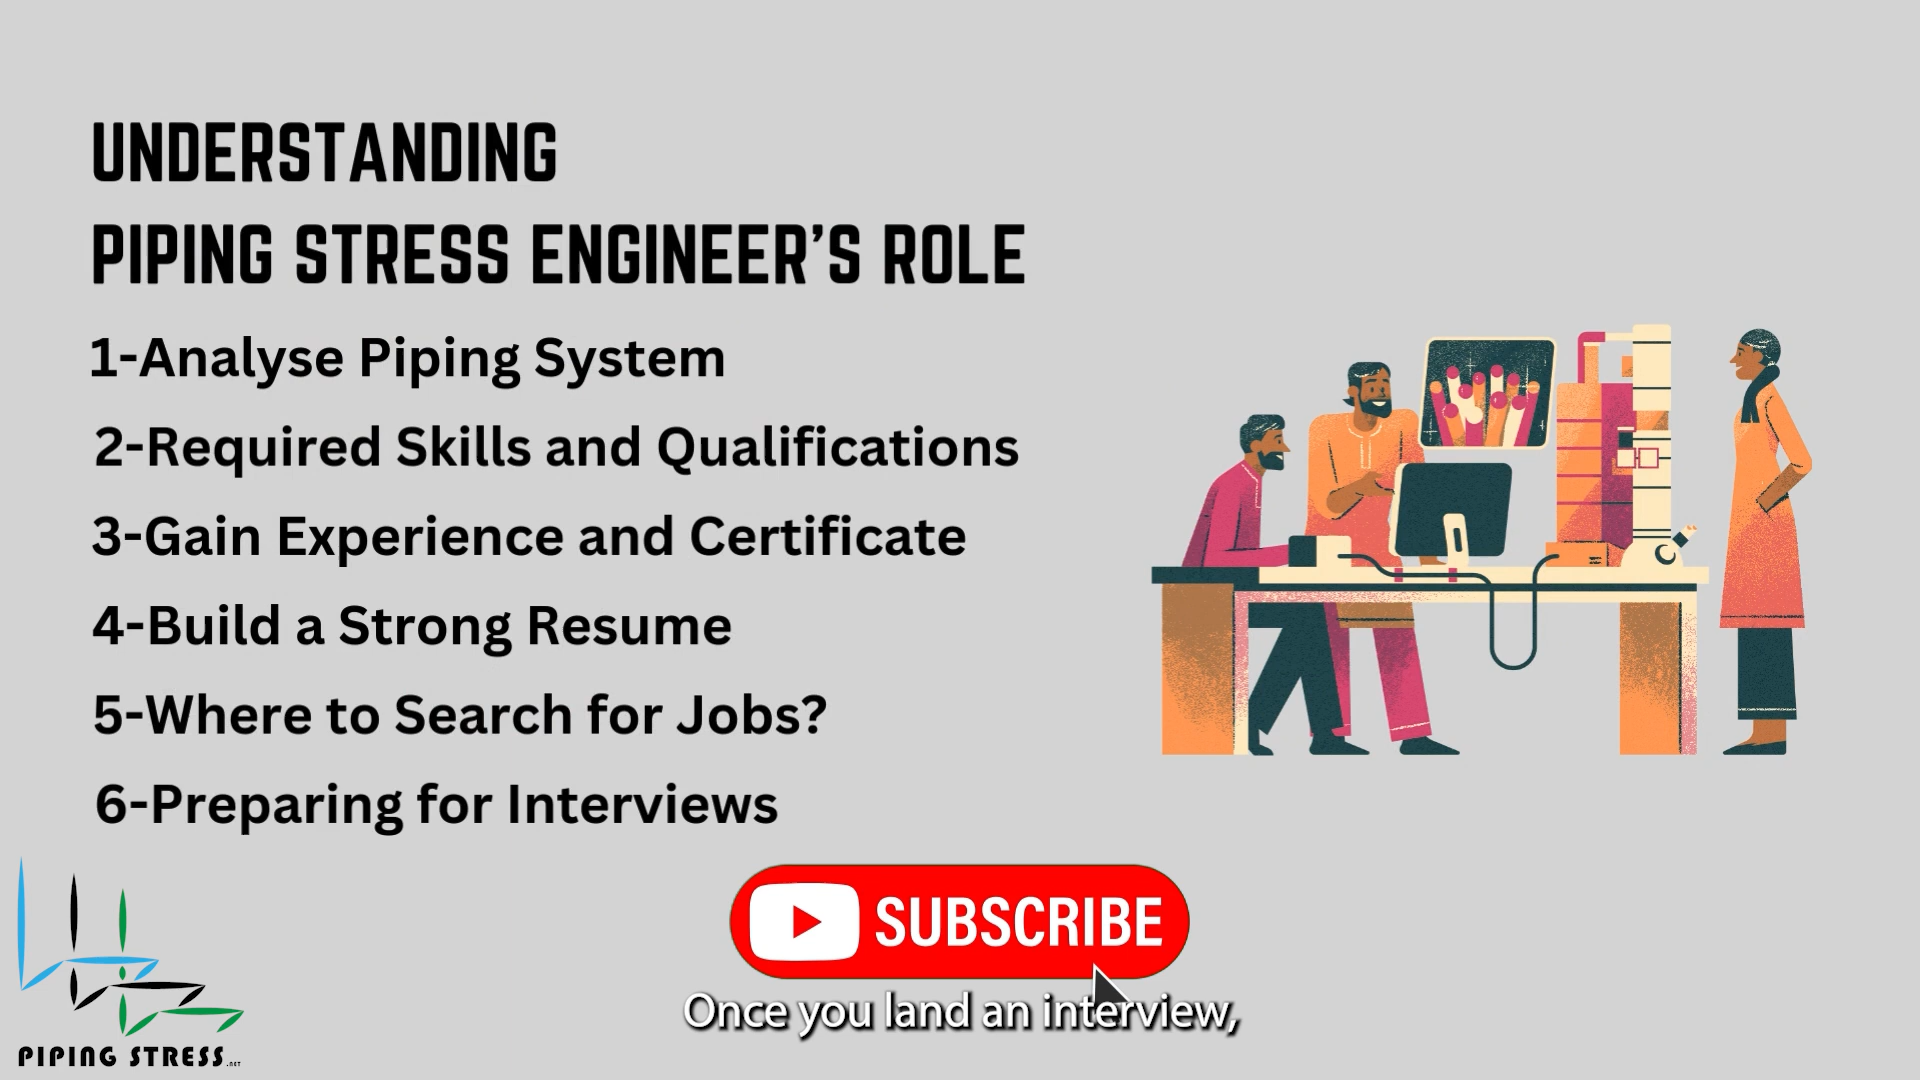 UNDERSTANDING
PIPING STRESS ENGINEER'S ROLE
1-Analyse Piping System
2-Required Skills and Qualifications
3-Gain Experience and Certificate
4-Build a Strong Resume
5-Where to Search for Jobs?
6-Preparing for Interviews
SUBSCRIBE
Once you land an interview,
PIPING STRESS.NET